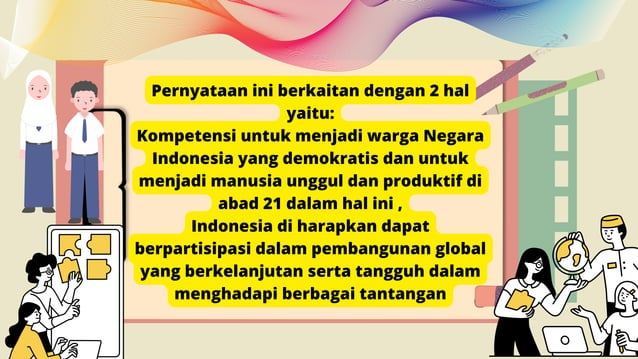 Pernyataan ini berkaitan dengan 2 hal
yaitu:
Kompetensi untuk menjadi warga Negara
Indonesia yang demokratis dan untuk
menjadi manusia unggul dan produktif di
abad 21 dalam hal ini ,
Indonesia di harapkan dapat
berpartisipasi dalam pembangunan global
yang berkelanjutan serta tangguh dalam
menghadapi berbagai tantangan